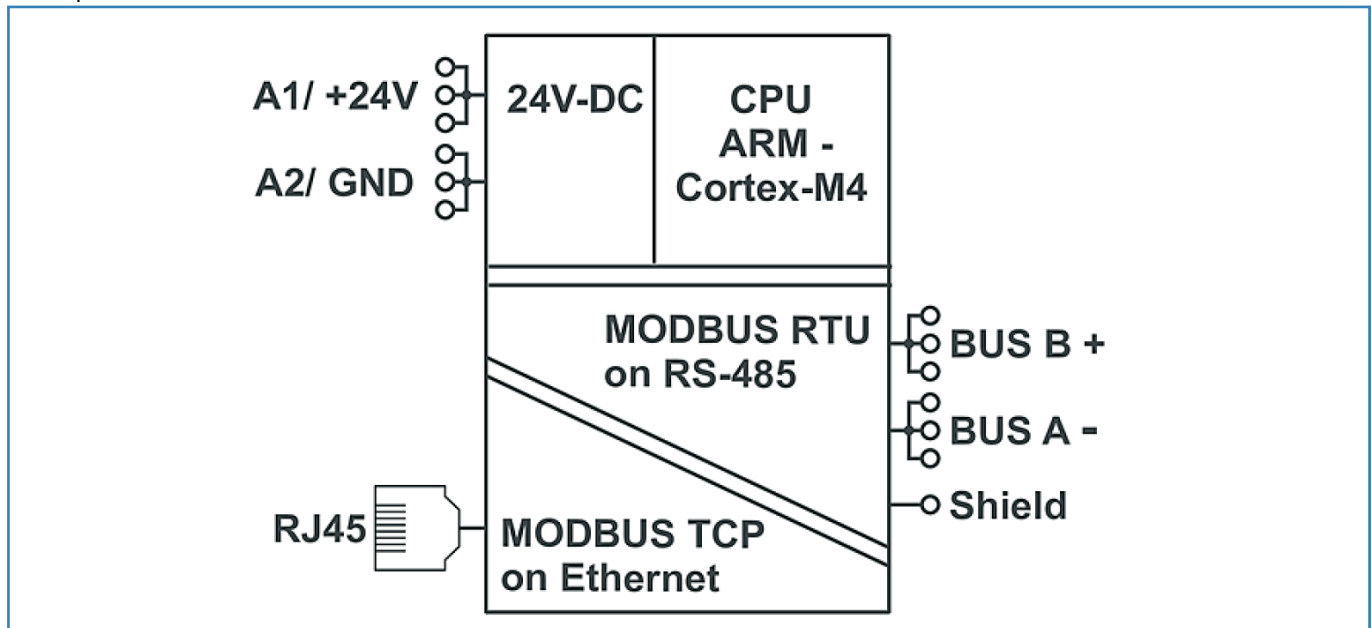 A1/ +24V
A2/ GND
24V-DC
CPU
ARM -
Cortex-M4
MODBUS RTU
on RS-485
BUS B +
BUS A -
Shield
RJ45
MODBUS TCP
on Ethernet